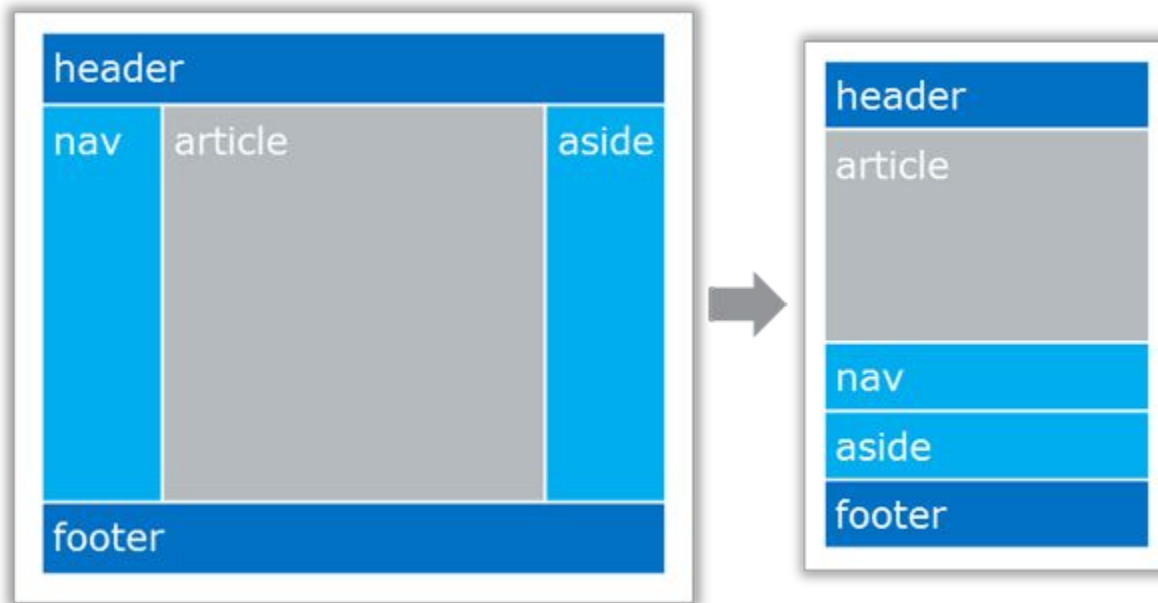 header
nav
article
aside
footer
header
article
nav
aside
footer